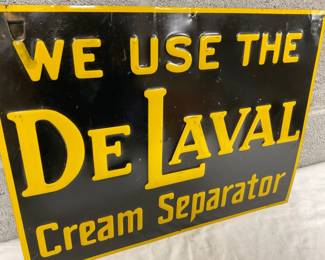 WE USE THE
DE LAVAL
Cream Separator